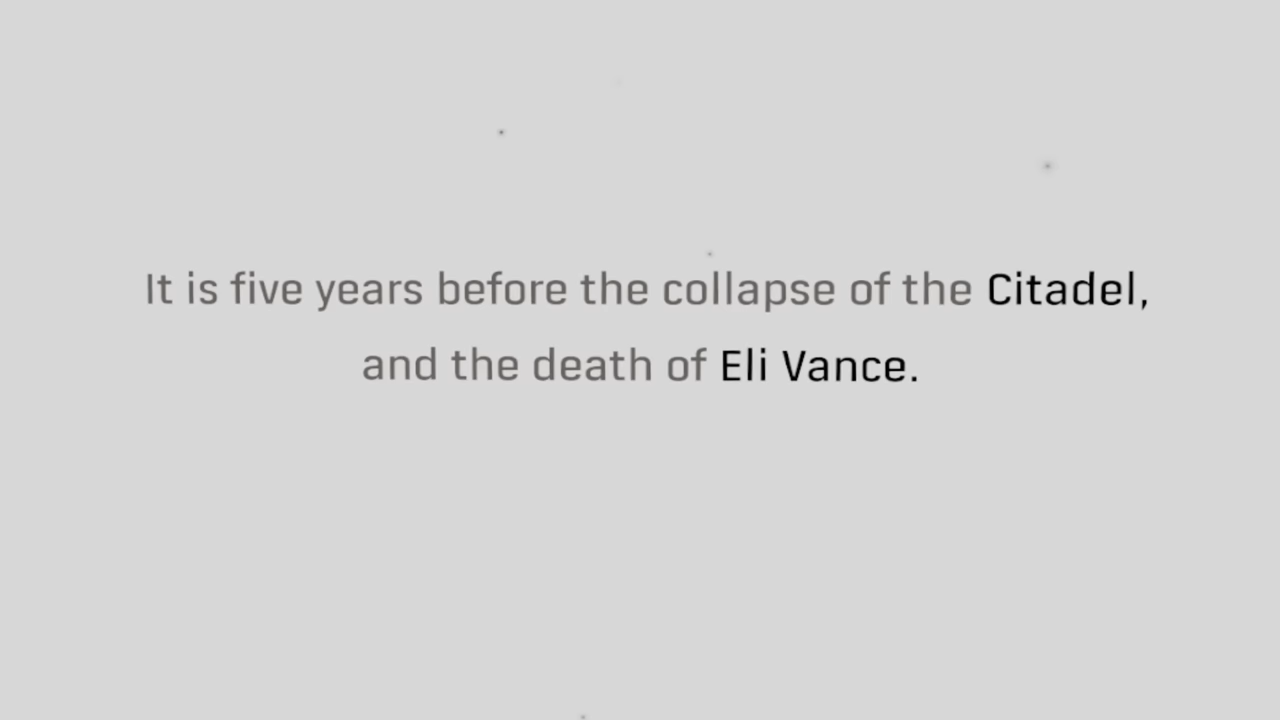 It is five years before the collapse of the Citadel,
and the death of Eli Vance.